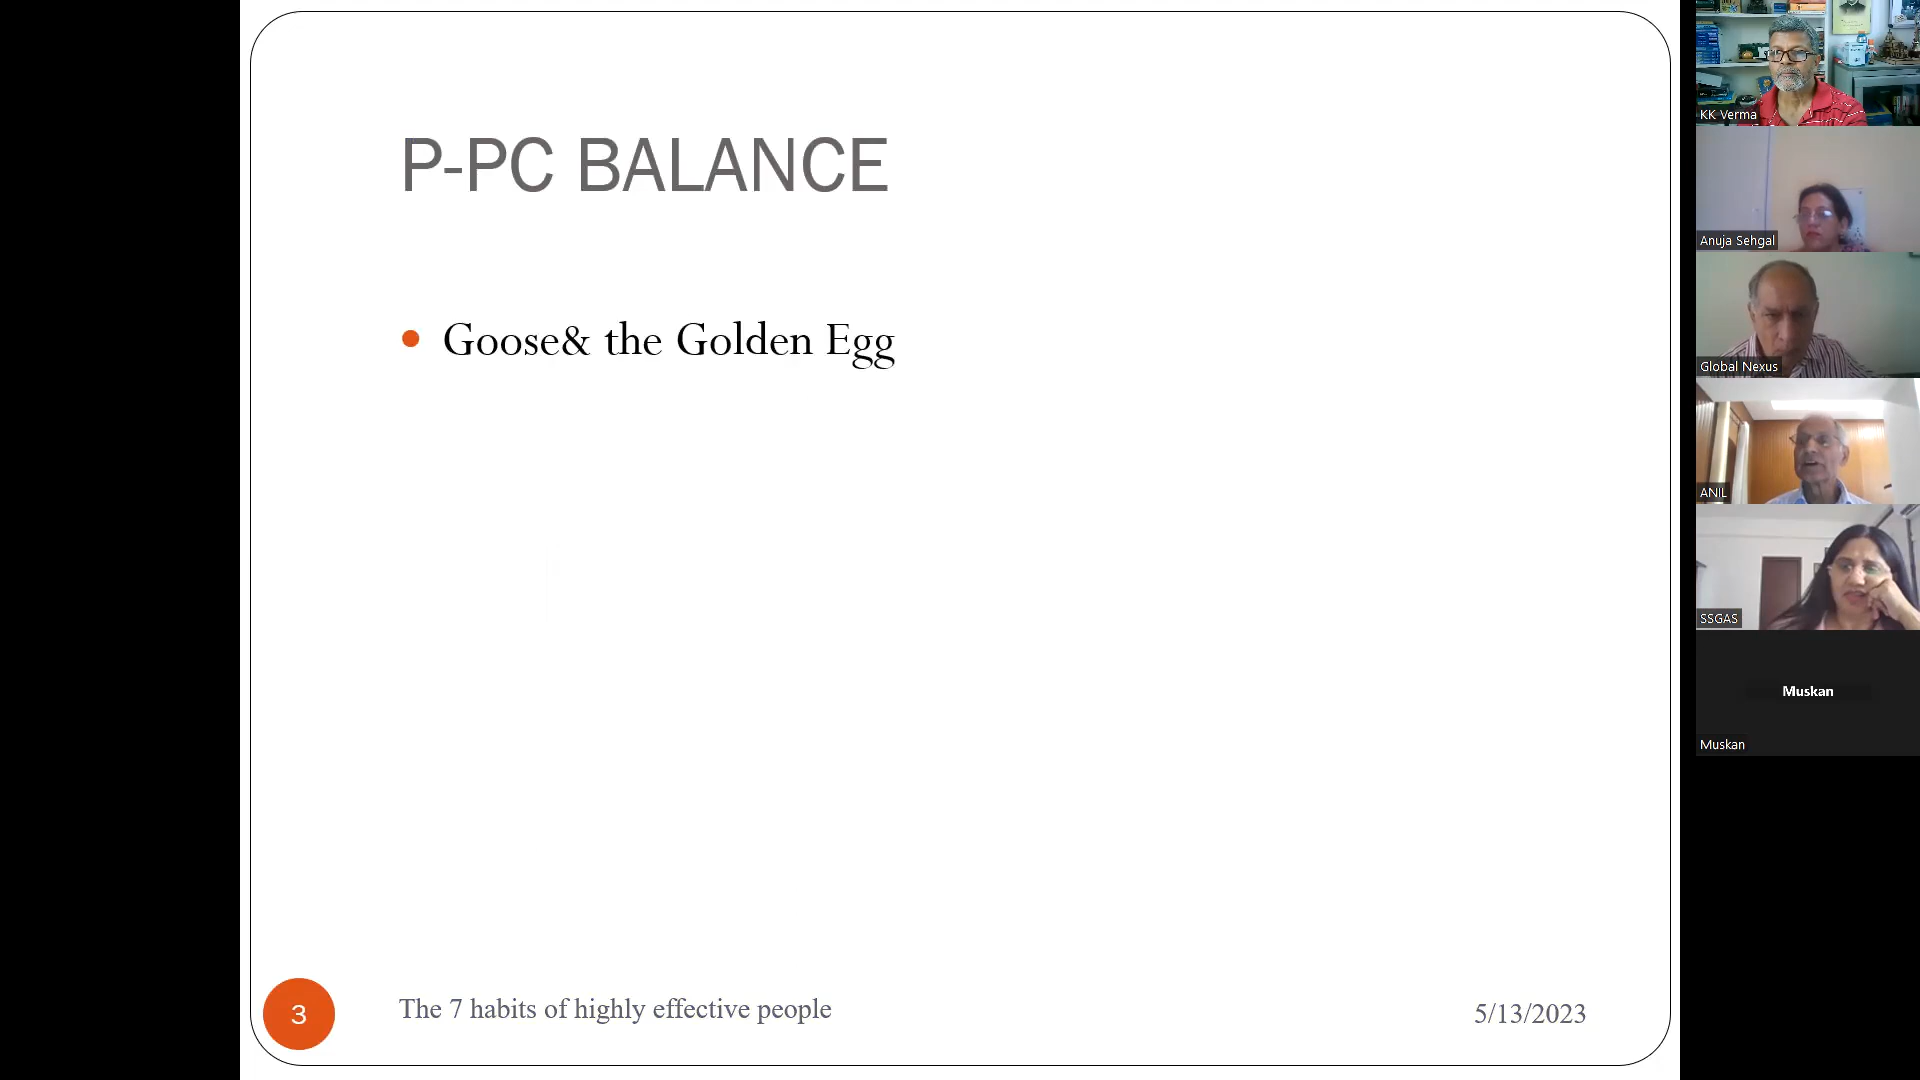 P-PC BALANCE
Goose& the Golden Egg
3
The 7 habits of highly effective people
5/13/2023
KK Verma
Anuja Sehgal
Global Nexus
ANIL
SSGAS
Muskan
Muskan